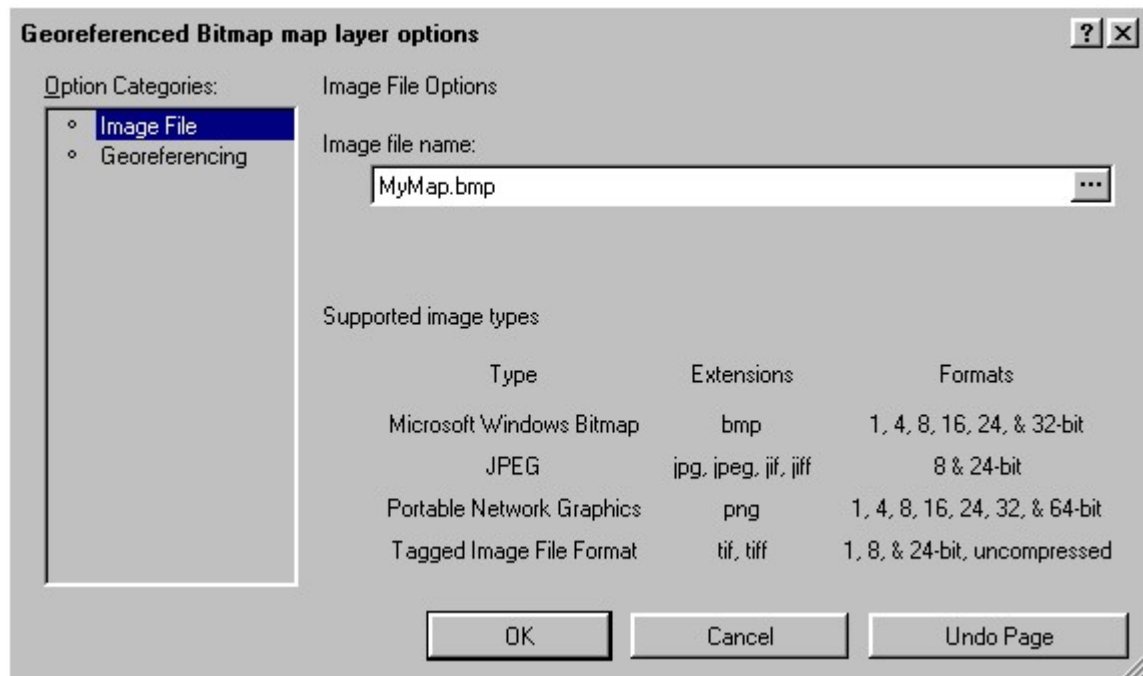 Georeferenced Bitmap map layer options
Option Categories:
Image File
Georeferencing
Image File Options
Image file name:
MyMap.bmp
...
Supported image types
Type Extensions Formats
Microsoft Windows Bitmap bmp 1, 4, 8, 16, 24, & 32-bit
JPEG jpg, jpeg, jif, jiff 8 & 24-bit
Portable Network Graphics png 1, 4, 8, 16, 24, 32, & 64-bit
Tagged Image File Format tif, tiff 1, 8, & 24-bit, uncompressed
OK Cancel Undo Page